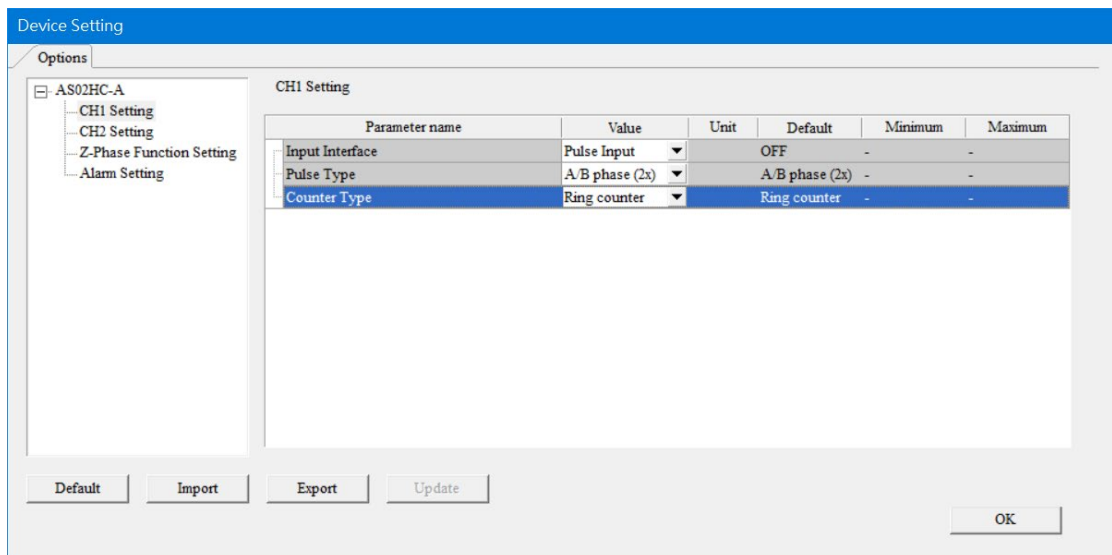 Device Setting
Options
AS02HC-A
CH1 Setting
CH2 Setting
Z-Phase Function Setting
Alarm Setting
CH1 Setting
Parameter name Value Unit Default Minimum Maximum
Input Interface Pulse Input OFF - -
Pulse Type A/B phase (2x) A/B phase (2x) - -
Counter Type Ring counter Ring counter - -
Default Import Export Update
OK